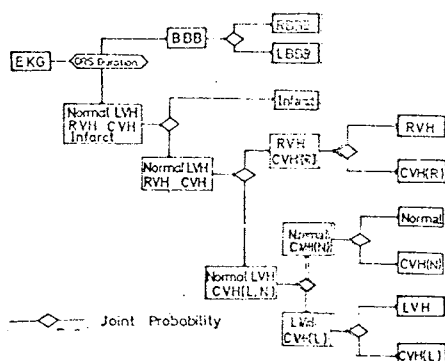 RBBB
BBB
LBBB
EKG
QRS Duration
Normal LVH
RVH CVH
Infarct
Infarct
Normal LVH
RVH CVH
RVH
CVH(R)
RVH
CVH(R)
Normal LVH
CVH(L,N)
Normal
CVH(N)
Normal
CVH(N)
LVH
CVH(L)
LVH
CVH(L)
Joint Probability